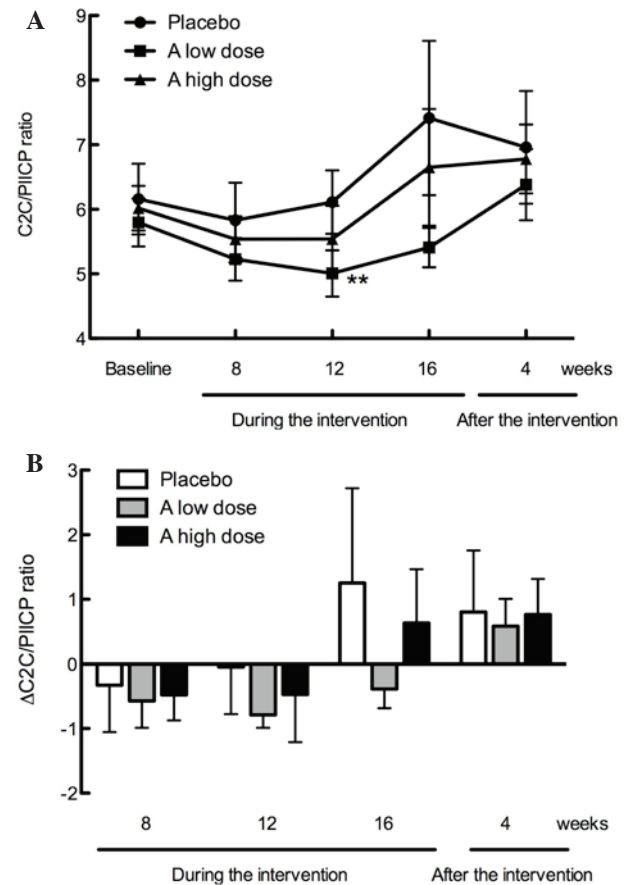 A
9
8
7
6
5
4
C2C/PIICP ratio
Placebo
A low dose
A high dose
**
Baseline 8 12 16 4 weeks
During the intervention After the intervention
B
3
2
1
0
-1
-2
ΔC2C/PIICP ratio
Placebo
A low dose
A high dose
8 12 16 4 weeks
During the intervention After the intervention